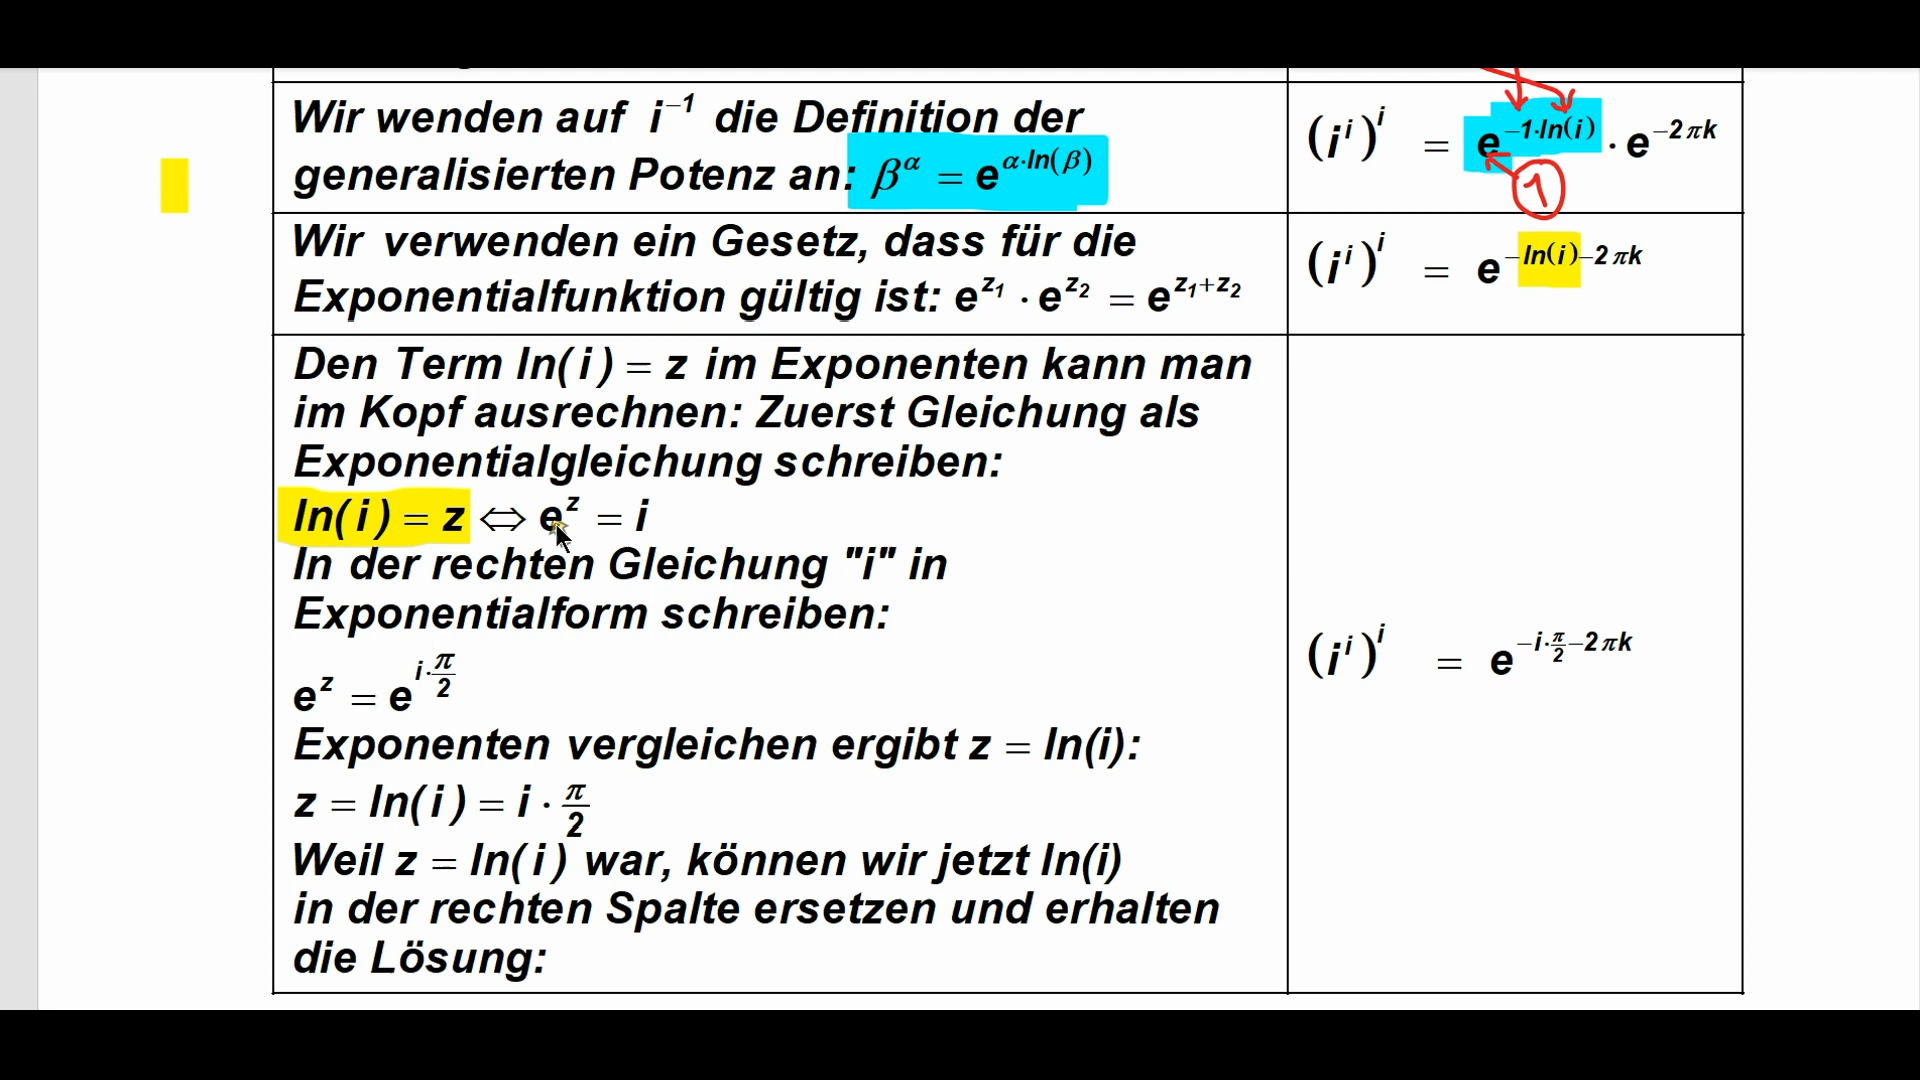 Wir wenden auf i⁻¹ die Definition der
generalisierten Potenz an: β^α = e^(α·ln(β))
(i^i)^i = e^(−1·ln(i)) · e^(−2πk)
1
Wir verwenden ein Gesetz, dass für die
Exponentialfunktion gültig ist: e^(z₁) · e^(z₂) = e^(z₁+z₂)
(i^i)^i = e^(−ln(i)−2πk)
Den Term ln(i) = z im Exponenten kann man
im Kopf ausrechnen: Zuerst Gleichung als
Exponentialgleichung schreiben:
ln(i) = z ⇔ e^z = i
In der rechten Gleichung "i" in
Exponentialform schreiben:
e^z = e^(i·π/2)
Exponenten vergleichen ergibt z = ln(i):
z = ln(i) = i · π/2
Weil z = ln(i) war, können wir jetzt ln(i)
in der rechten Spalte ersetzen und erhalten
die Lösung:
(i^i)^i = e^(−i·π/2−2πk)